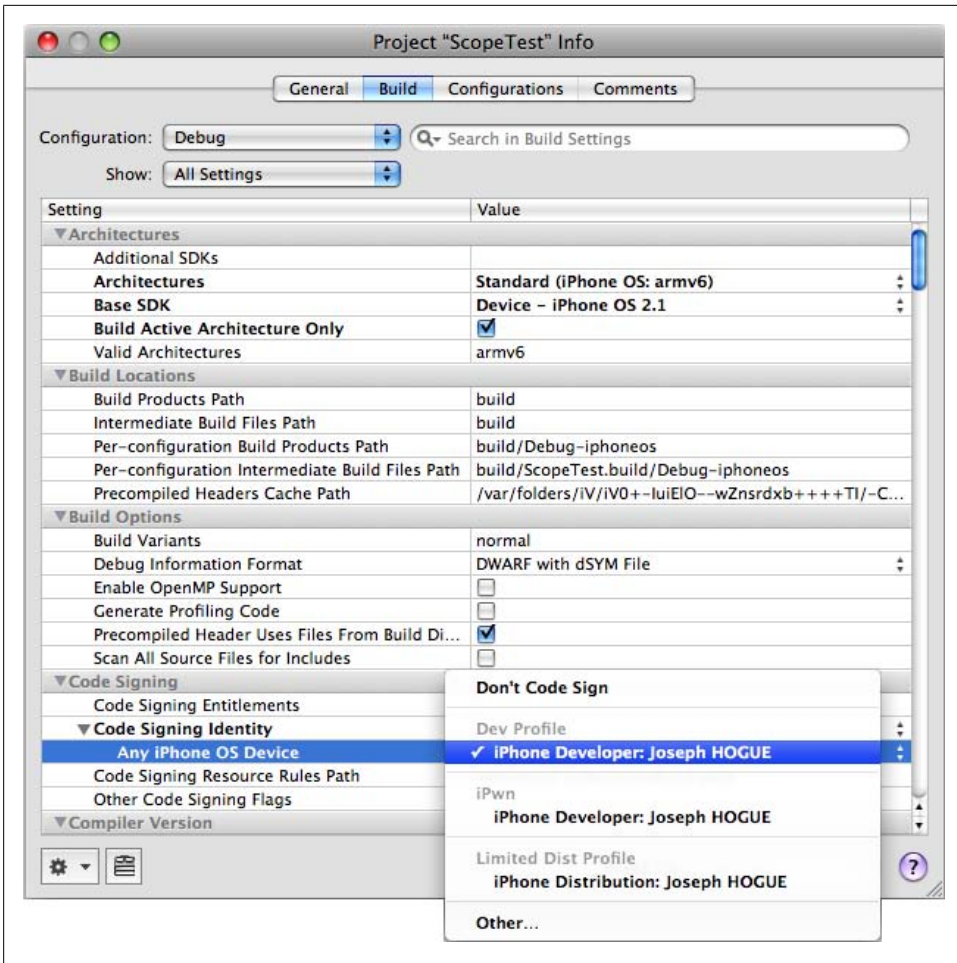 Project “ScopeTest” Info
General Build Configurations Comments
Configuration: Debug Search in Build Settings
Show: All Settings
Setting Value
Architectures
Additional SDKs
Architectures Standard (iPhone OS: armv6)
Base SDK Device – iPhone OS 2.1
Build Active Architecture Only
Valid Architectures armv6
Build Locations
Build Products Path build
Intermediate Build Files Path build
Per-configuration Build Products Path build/Debug-iphoneos
Per-configuration Intermediate Build Files Path build/ScopeTest.build/Debug-iphoneos
Precompiled Headers Cache Path /var/folders/iV/iV0+-IuiElO--wZnsrdxb++++TI/-C...
Build Options
Build Variants normal
Debug Information Format DWARF with dSYM File
Enable OpenMP Support
Generate Profiling Code
Precompiled Header Uses Files From Build Di...
Scan All Source Files for Includes
Code Signing
Code Signing Entitlements
Code Signing Identity
Any iPhone OS Device
Code Signing Resource Rules Path
Other Code Signing Flags
Compiler Version
Don't Code Sign
Dev Profile
✓ iPhone Developer: Joseph HOGUE
iPwn
iPhone Developer: Joseph HOGUE
Limited Dist Profile
iPhone Distribution: Joseph HOGUE
Other...
?